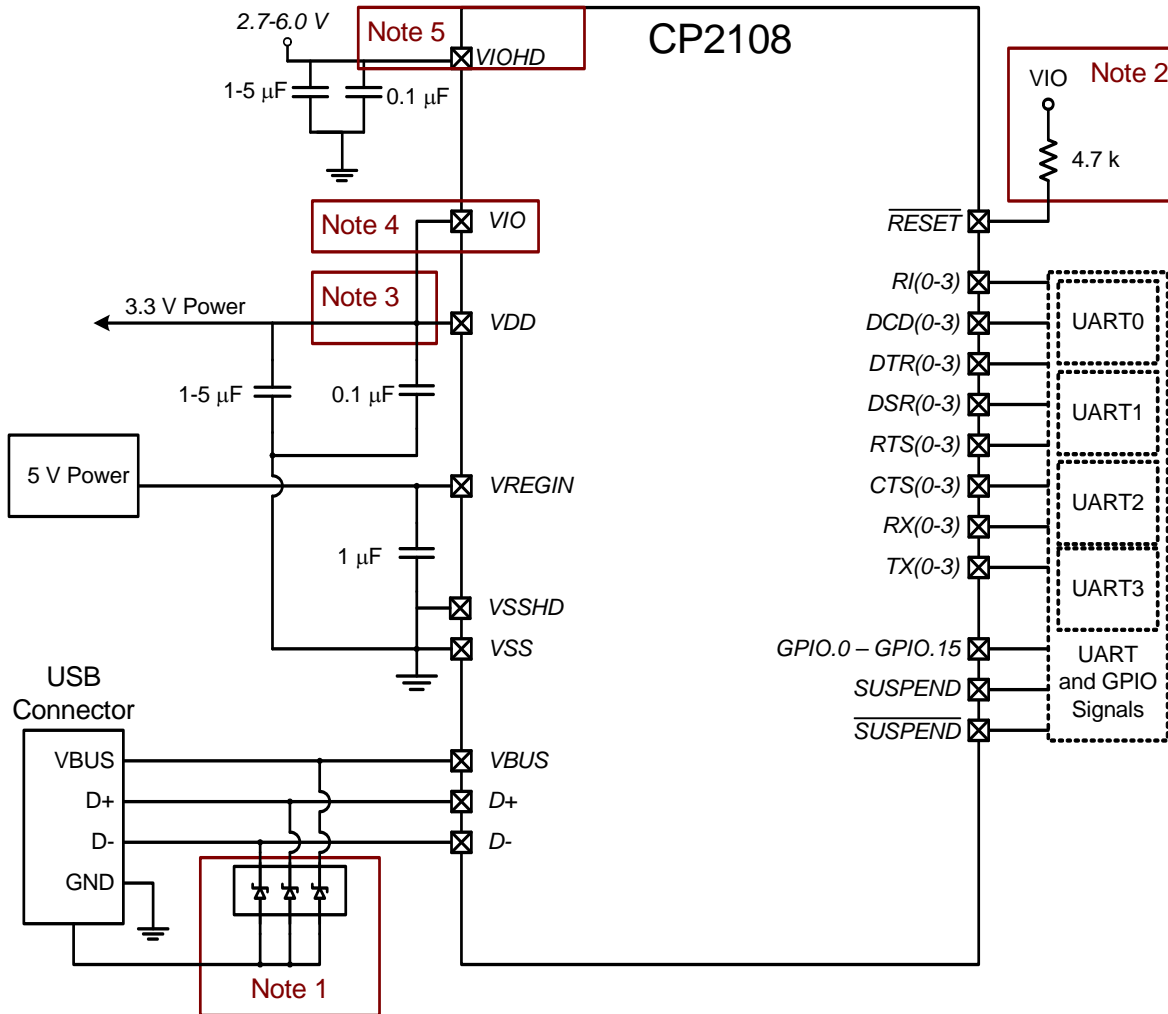 CP2108
2.7-6.0 V
Note 5
VIOHD
1-5 μF
0.1 μF
Note 2
VIO
4.7 k
Note 4
VIO
RESET
Note 3
3.3 V Power
VDD
1-5 μF
0.1 μF
5 V Power
VREGIN
1 μF
VSSHD
VSS
USB
Connector
VBUS
D+
D-
GND
VBUS
D+
D-
Note 1
RI(0-3)
DCD(0-3)
DTR(0-3)
DSR(0-3)
RTS(0-3)
CTS(0-3)
RX(0-3)
TX(0-3)
GPIO.0 – GPIO.15
SUSPEND
SUSPEND
UART0
UART1
UART2
UART3
UART
and GPIO
Signals